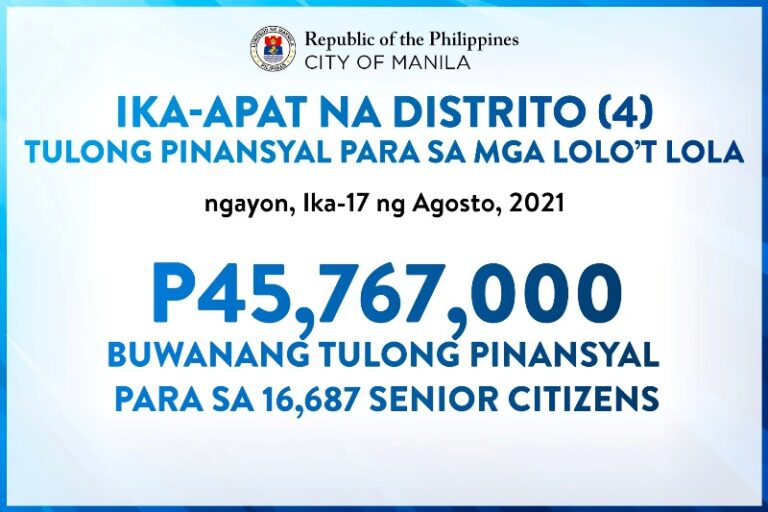 Republic of the Philippines
CITY OF MANILA
IKA-APAT NA DISTRITO (4)
TULONG PINANSYAL PARA SA MGA LOLO'T LOLA
ngayon, Ika-17 ng Agosto, 2021
P45,767,000
BUWANANG TULONG PINANSYAL
PARA SA 16,687 SENIOR CITIZENS